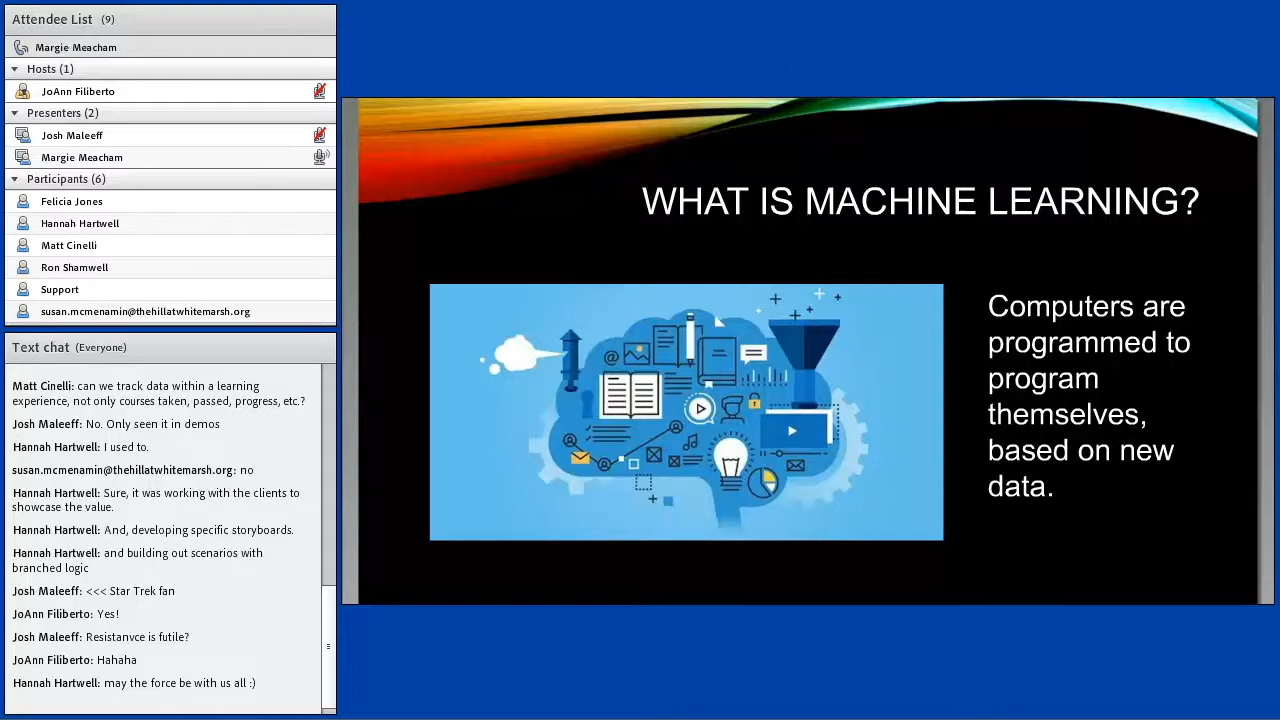 Attendee List (9)
Margie Meacham
Hosts (1)
JoAnn Filiberto
Presenters (2)
Josh Maleeff
Margie Meacham
Participants (6)
Felicia Jones
Hannah Hartwell
Matt Cinelli
Ron Shamwell
Support
susan.mcmenamin@thehillatwhitemarsh.org
Text chat (Everyone)
Matt Cinelli: can we track data within a learning
experience, not only courses taken, passed, progress, etc.?
Josh Maleeff: No. Only seen it in demos
Hannah Hartwell: I used to.
susan.mcmenamin@thehillatwhitemarsh.org: no
Hannah Hartwell: Sure, it was working with the clients to
showcase the value.
Hannah Hartwell: And, developing specific storyboards.
Hannah Hartwell: and building out scenarios with
branched logic
Josh Maleeff: <<< Star Trek fan
JoAnn Filiberto: Yes!
Josh Maleeff: Resistanvce is futile?
JoAnn Filiberto: Hahaha
Hannah Hartwell: may the force be with us all :)
WHAT IS MACHINE LEARNING?
@
Computers are
programmed to
program
themselves,
based on new
data.